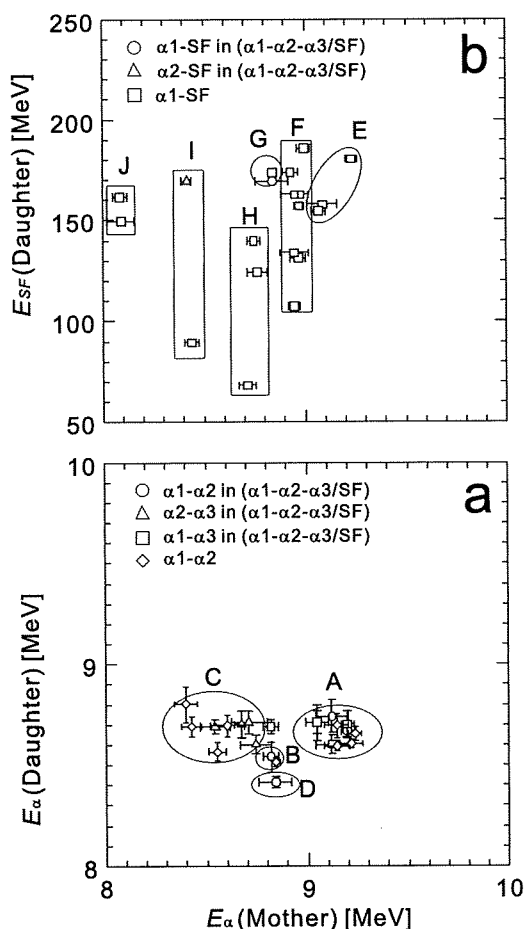 250
200
150
100
50
E_SF(Daughter) [MeV]
b
α1-SF in (α1-α2-α3/SF)
α2-SF in (α1-α2-α3/SF)
α1-SF
J
I
G
F
E
H
10
9
8
E_α(Daughter) [MeV]
a
α1-α2 in (α1-α2-α3/SF)
α2-α3 in (α1-α2-α3/SF)
α1-α3 in (α1-α2-α3/SF)
α1-α2
C
A
B
D
8 9 10
E_α(Mother) [MeV]